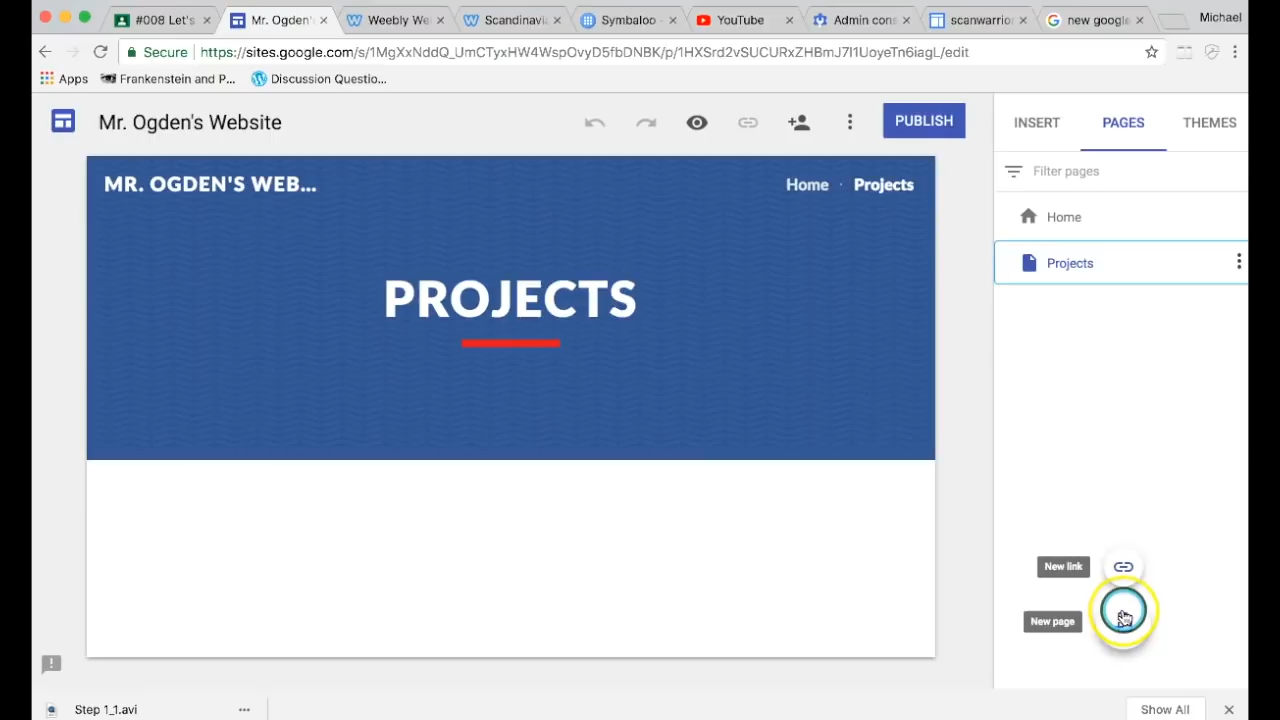 #008 Let's
Mr. Ogden'
Weebly We
Scandinavi
Symbaloo
YouTube
Admin cons
scanwarrior
new google
Michael
Secure
https://sites.google.com/s/1MgXxNddQ_UmCTyxHW4WspOvyD5fbDNBK/p/1HXSrd2vSUCURxZHBmJ7I1UoyeTn6iagL/edit
Apps
Frankenstein and P...
Discussion Questio...
Mr. Ogden's Website
PUBLISH
INSERT
PAGES
THEMES
MR. OGDEN'S WEB...
Home · Projects
PROJECTS
Filter pages
Home
Projects
New link
New page
Step 1_1.avi
Show All